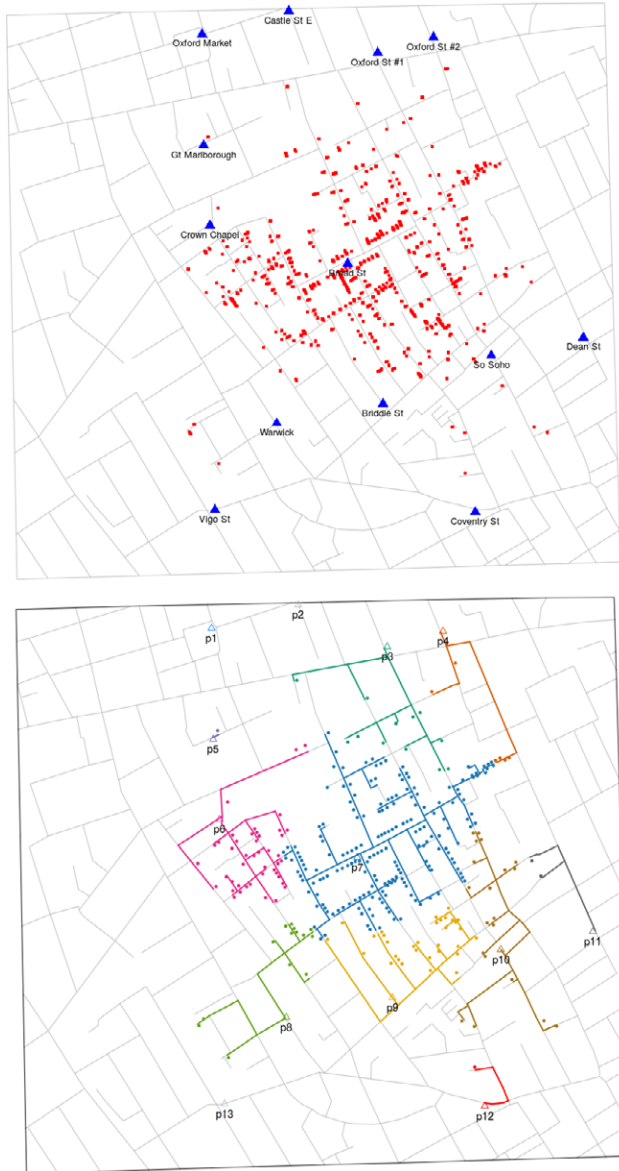 Castle St E
Oxford Market
Oxford St #2
Oxford St #1
Gt Marlborough
Crown Chapel
Broad St
Dean St
So Soho
Briddle St
Warwick
Vigo St
Coventry St
p2
p1
p4
p3
p5
p6
p7
p11
p10
p9
p8
p13
p12